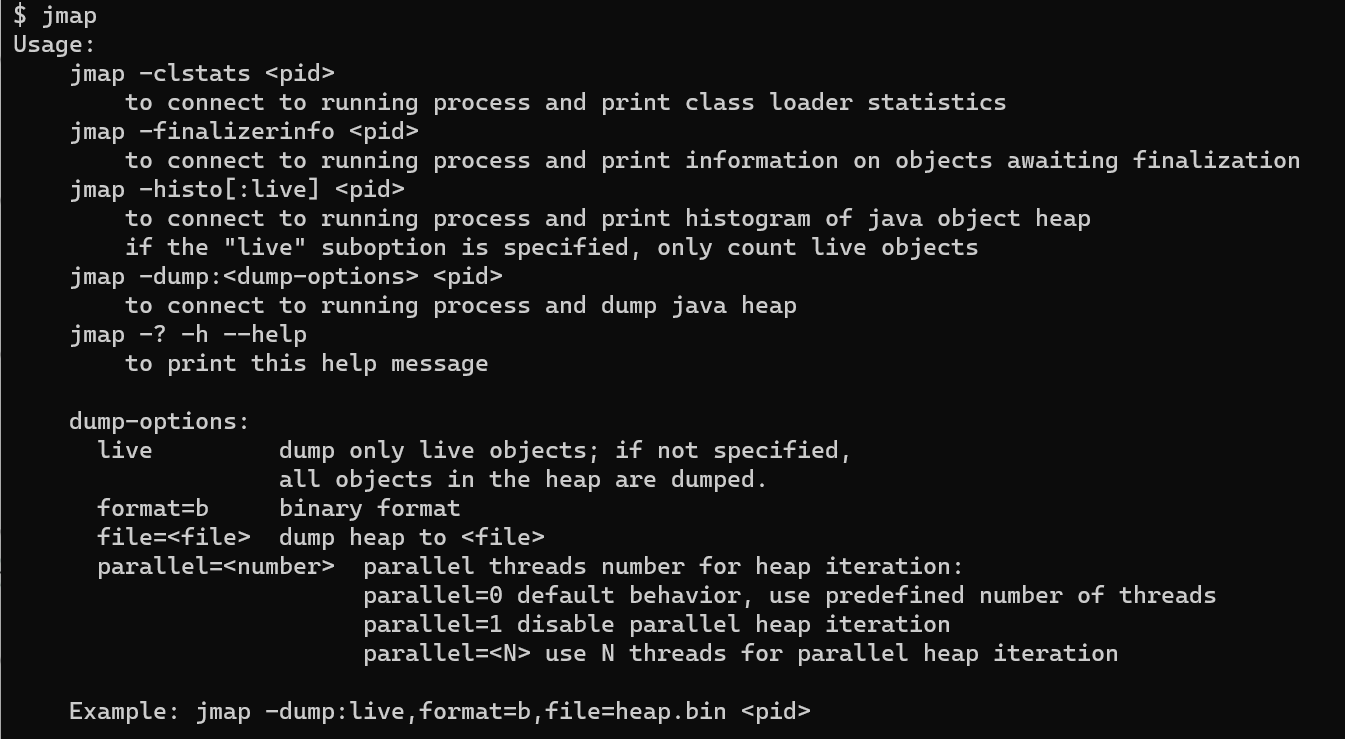 $ jmap
Usage:
    jmap -clstats <pid>
        to connect to running process and print class loader statistics
    jmap -finalizerinfo <pid>
        to connect to running process and print information on objects awaiting finalization
    jmap -histo[:live] <pid>
        to connect to running process and print histogram of java object heap
        if the "live" suboption is specified, only count live objects
    jmap -dump:<dump-options> <pid>
        to connect to running process and dump java heap
    jmap -? -h --help
        to print this help message

    dump-options:
      live         dump only live objects; if not specified,
                   all objects in the heap are dumped.
      format=b     binary format
      file=<file>  dump heap to <file>
      parallel=<number>  parallel threads number for heap iteration:
                         parallel=0 default behavior, use predefined number of threads
                         parallel=1 disable parallel heap iteration
                         parallel=<N> use N threads for parallel heap iteration

    Example: jmap -dump:live,format=b,file=heap.bin <pid>